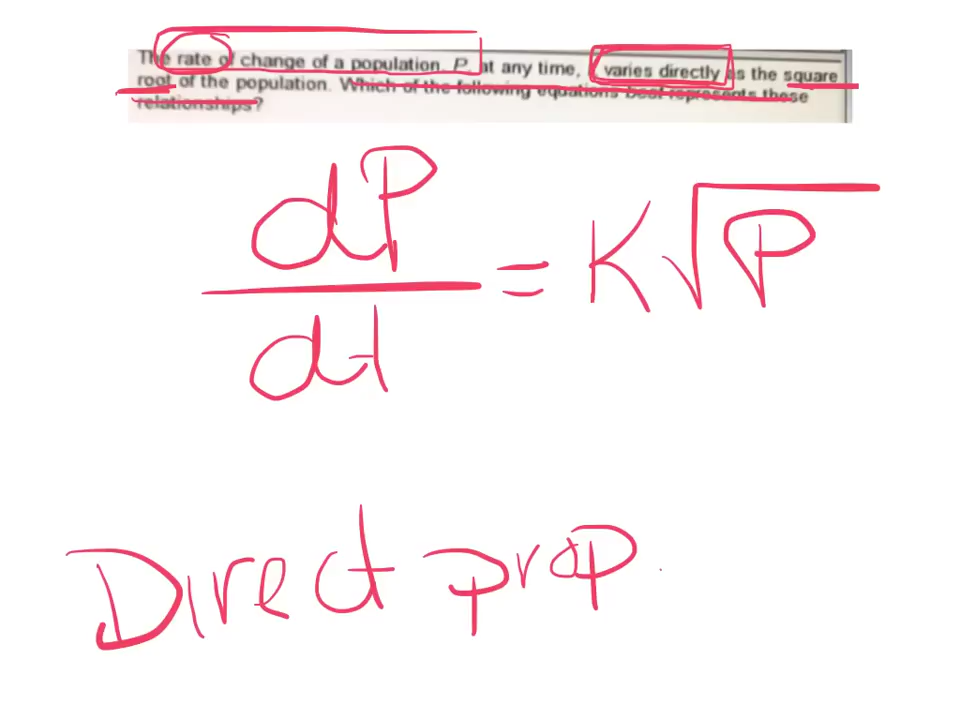 The rate of change of a population, P, at any time, varies directly as the square
root of the population. Which of the following equations best represents these
relationships?
dP
dt
= K√P
Direct prop